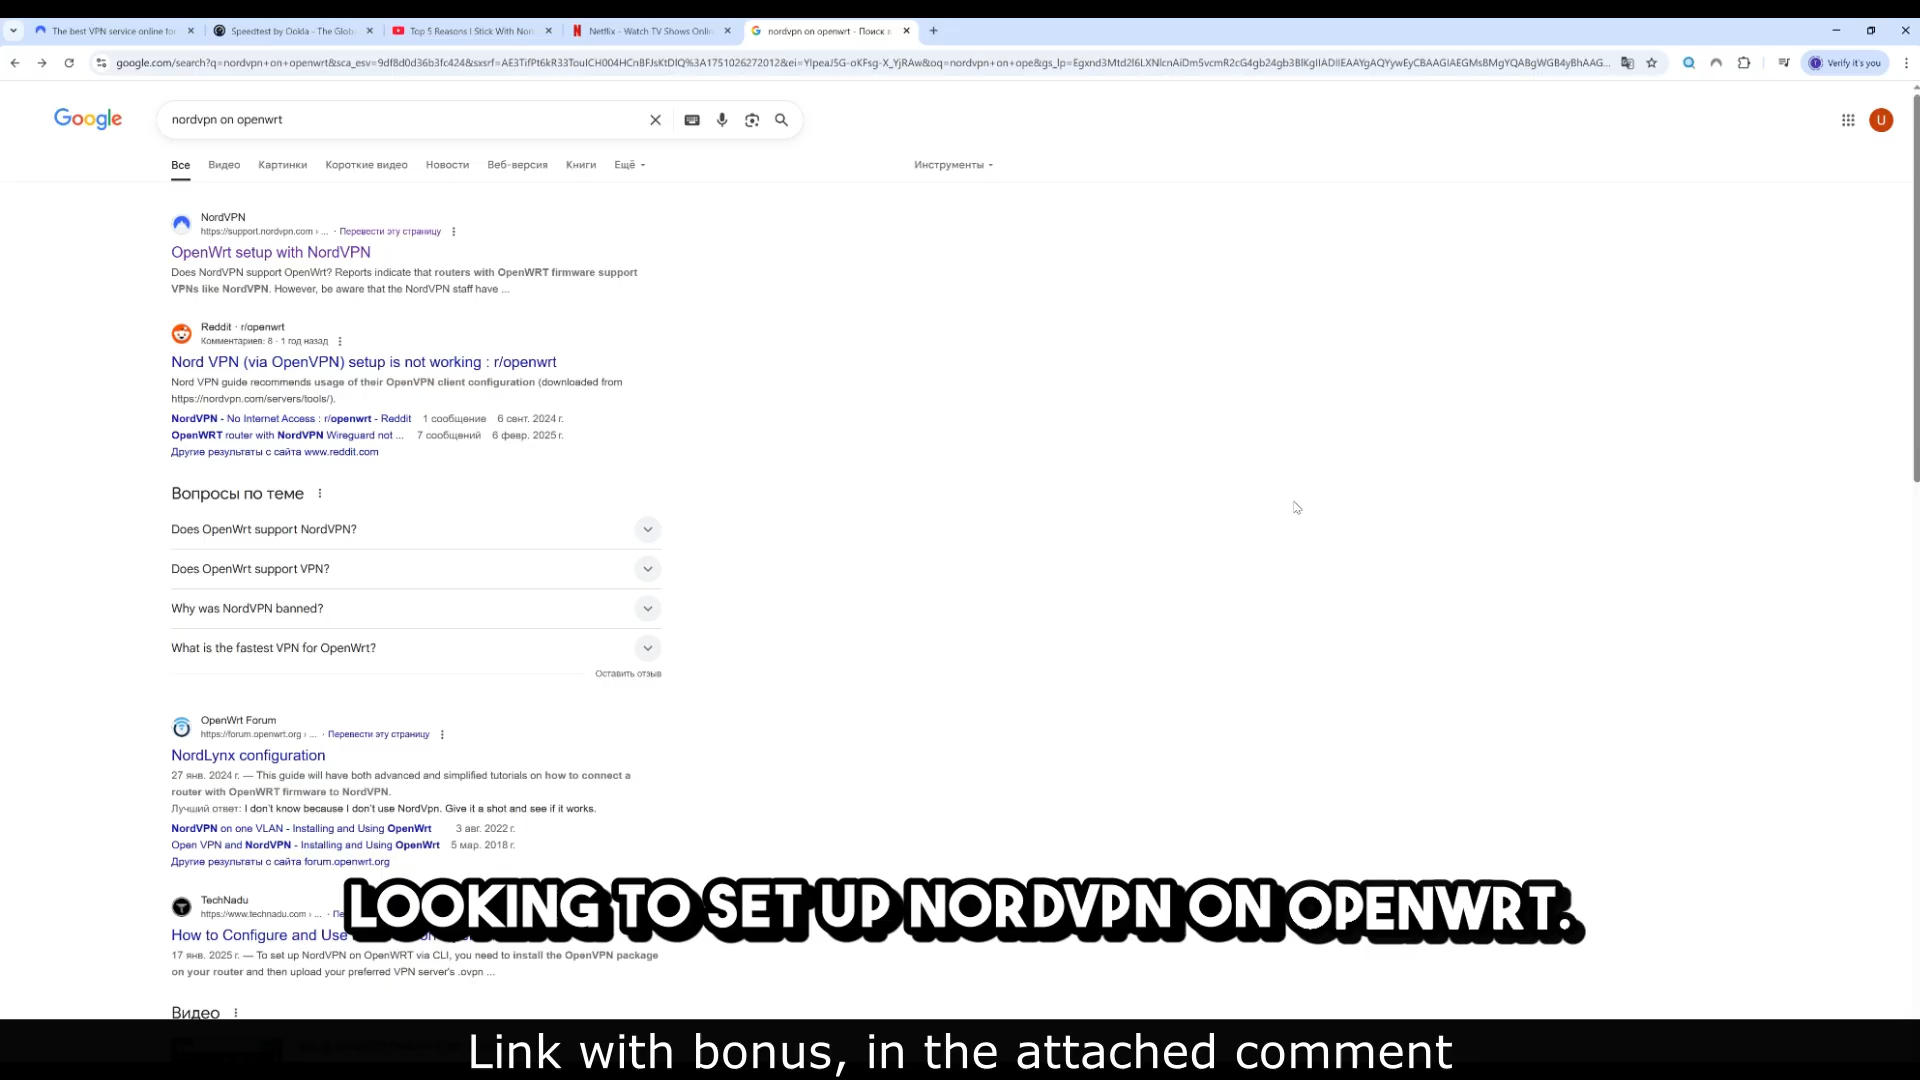 The best VPN service online for
Speedtest by Ookla - The Glob
Top 5 Reasons I Stick With Nor
Netflix - Watch TV Shows Onli
nordvpn on openwrt - Поиск в
Verify it's you
Google
nordvpn on openwrt
U
Все Видео Картинки Короткие видео Новости Веб-версия Книги Ещё Инструменты
NordVPN
https://support.nordvpn.com › ... · Перевести эту страницу
OpenWrt setup with NordVPN
Does NordVPN support OpenWrt? Reports indicate that routers with OpenWRT firmware support
VPNs like NordVPN. However, be aware that the NordVPN staff have ...
Reddit · r/openwrt
Комментариев: 8 · 1 год назад
Nord VPN (via OpenVPN) setup is not working : r/openwrt
Nord VPN guide recommends usage of their OpenVPN client configuration (downloaded from
https://nordvpn.com/servers/tools/).
NordVPN - No Internet Access : r/openwrt - Reddit 1 сообщение 6 сент. 2024 г.
OpenWRT router with NordVPN Wireguard not ... 7 сообщений 6 февр. 2025 г.
Другие результаты с сайта www.reddit.com
Вопросы по теме
Does OpenWrt support NordVPN?
Does OpenWrt support VPN?
Why was NordVPN banned?
What is the fastest VPN for OpenWrt?
Оставить отзыв
OpenWrt Forum
https://forum.openwrt.org › ... · Перевести эту страницу
NordLynx configuration
27 янв. 2024 г. — This guide will have both advanced and simplified tutorials on how to connect a
router with OpenWRT firmware to NordVPN.
Лучший ответ: I don't know because I don't use NordVpn. Give it a shot and see if it works.
NordVPN on one VLAN - Installing and Using OpenWrt 3 авг. 2022 г.
Open VPN and NordVPN - Installing and Using OpenWrt 5 мар. 2018 г.
Другие результаты с сайта forum.openwrt.org
TechNadu
https://www.technadu.com › ...
LOOKING TO SET UP NORDVPN ON OPENWRT.
How to Configure and Use
17 янв. 2025 г. — To set up NordVPN on OpenWRT via CLI, you need to install the OpenVPN package
on your router and then upload your preferred VPN server's .ovpn ...
Видео
Link with bonus, in the attached comment